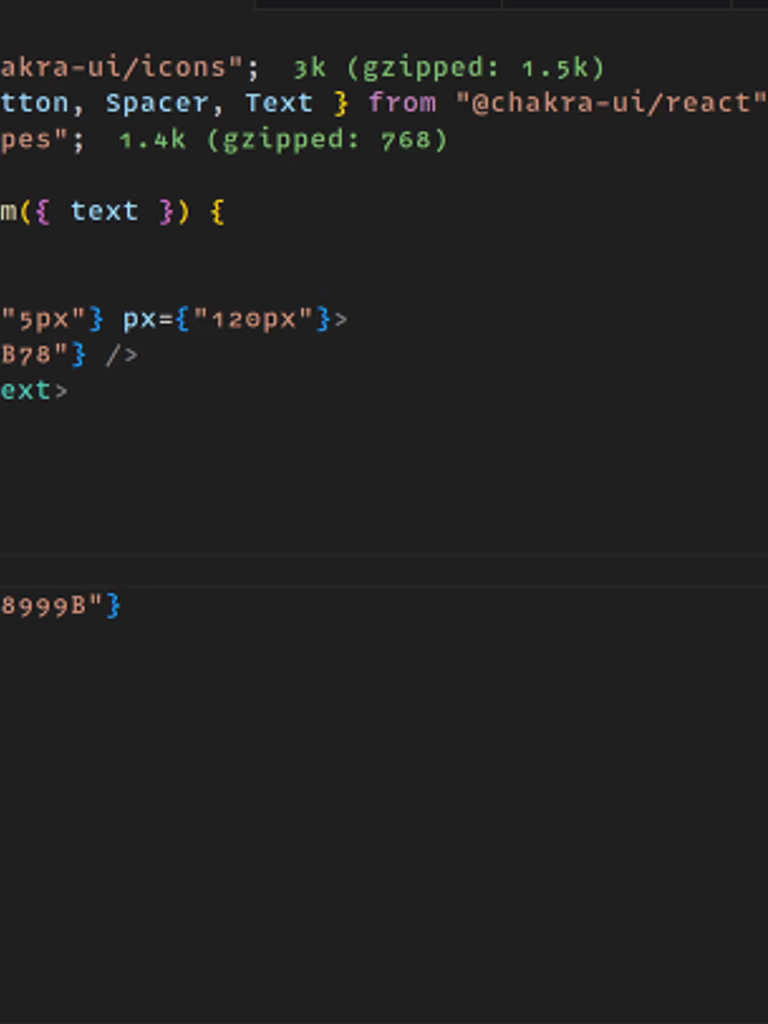 akra-ui/icons"; 3k (gzipped: 1.5k)
tton, Spacer, Text } from "@chakra-ui/react"
pes"; 1.4k (gzipped: 768)
m({ text }) {
"5px"} px={"120px"}>
B78"} />
ext>
8999B"}